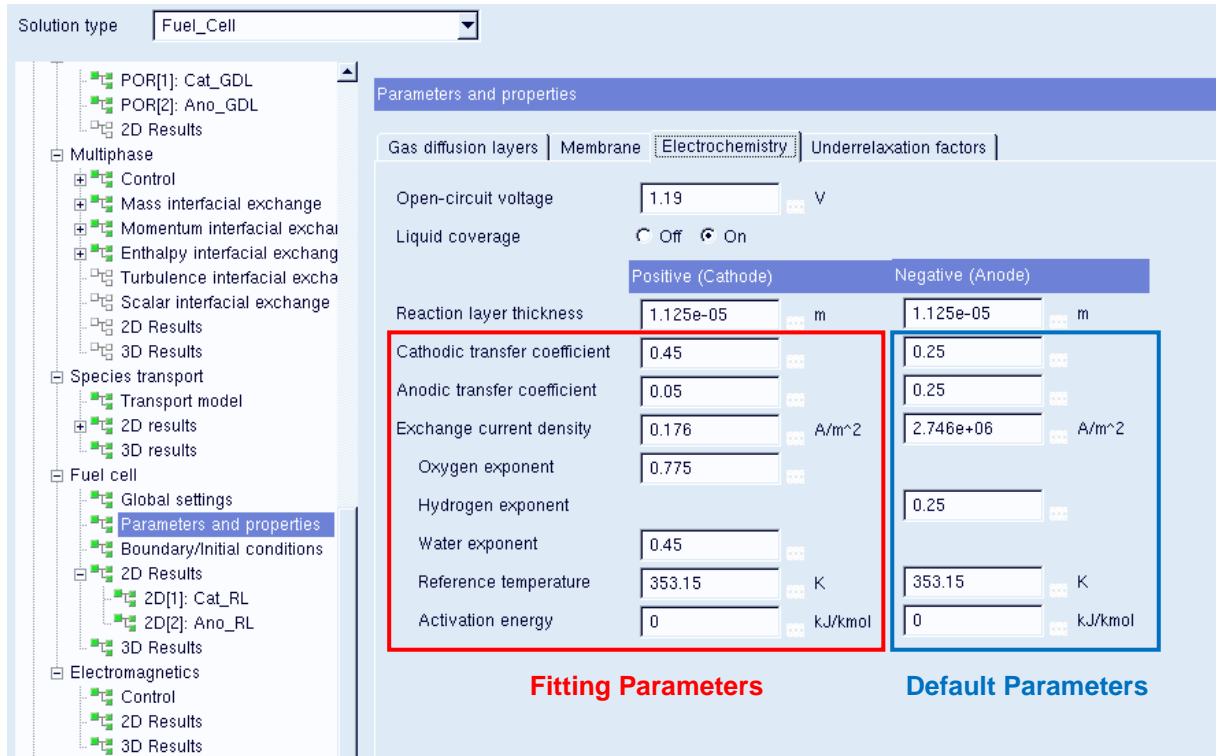 Solution type Fuel_Cell
POR[1]: Cat_GDL
POR[2]: Ano_GDL
2D Results
Multiphase
Control
Mass interfacial exchange
Momentum interfacial exchar
Enthalpy interfacial exchang
Turbulence interfacial excha
Scalar interfacial exchange
2D Results
3D Results
Species transport
Transport model
2D results
3D results
Fuel cell
Global settings
Parameters and properties
Boundary/Initial conditions
2D Results
2D[1]: Cat_RL
2D[2]: Ano_RL
3D Results
Electromagnetics
Control
2D Results
3D Results
Parameters and properties
Gas diffusion layers Membrane Electrochemistry Underrelaxation factors
Open-circuit voltage 1.19 ... V
Liquid coverage Off On
Positive (Cathode) Negative (Anode)
Reaction layer thickness 1.125e-05 ... m 1.125e-05 ... m
Cathodic transfer coefficient 0.45 ... 0.25 ...
Anodic transfer coefficient 0.05 ... 0.25 ...
Exchange current density 0.176 ... A/m^2 2.746e+06 ... A/m^2
Oxygen exponent 0.775 ...
Hydrogen exponent 0.25 ...
Water exponent 0.45 ...
Reference temperature 353.15 ... K 353.15 ... K
Activation energy 0 ... kJ/kmol 0 ... kJ/kmol
Fitting Parameters Default Parameters